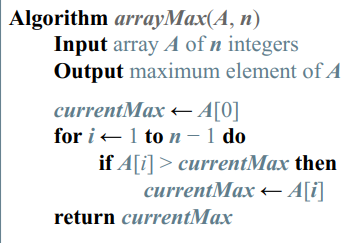 Algorithm arrayMax(A, n)
Input array A of n integers
Output maximum element of A
currentMax ← A[0]
for i ← 1 to n − 1 do
if A[i] > currentMax then
currentMax ← A[i]
return currentMax